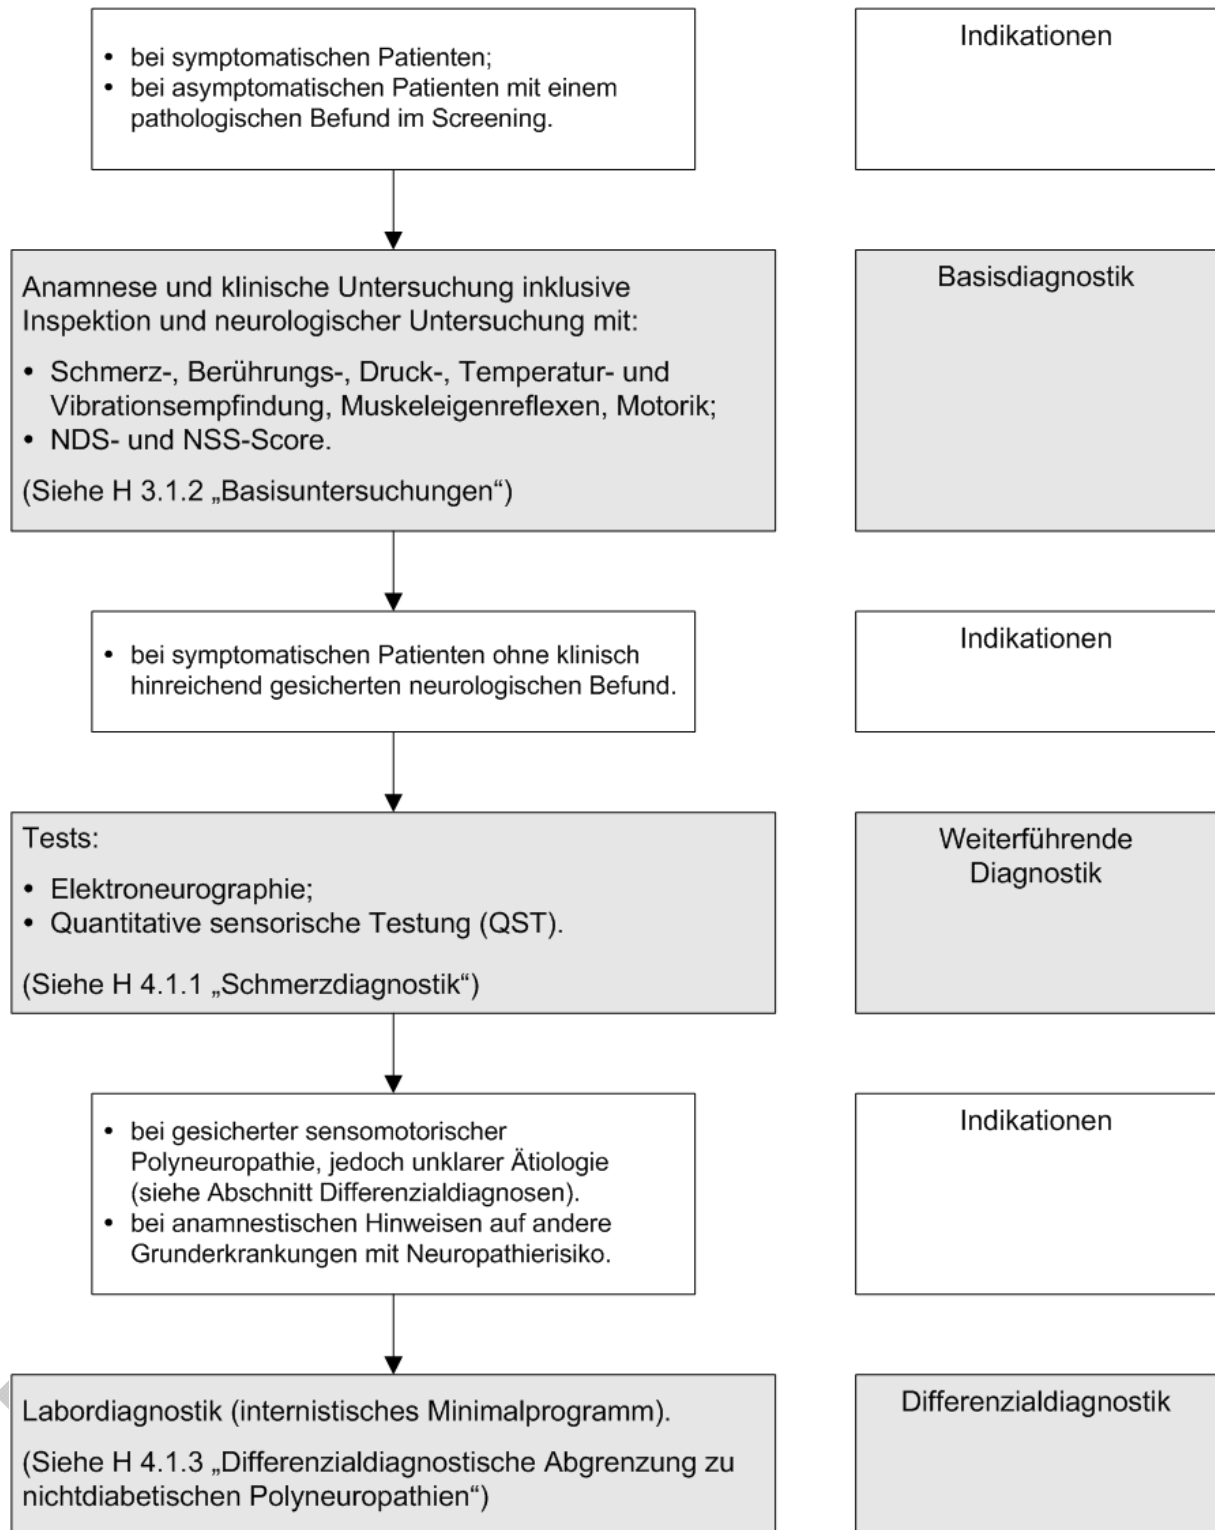 • bei symptomatischen Patienten;
• bei asymptomatischen Patienten mit einem
pathologischen Befund im Screening.
Indikationen
Anamnese und klinische Untersuchung inklusive
Inspektion und neurologischer Untersuchung mit:
• Schmerz-, Berührungs-, Druck-, Temperatur- und
Vibrationsempfindung, Muskeleigenreflexen, Motorik;
• NDS- und NSS-Score.
(Siehe H 3.1.2 „Basisuntersuchungen“)
Basisdiagnostik
• bei symptomatischen Patienten ohne klinisch
hinreichend gesicherten neurologischen Befund.
Indikationen
Tests:
• Elektroneurographie;
• Quantitative sensorische Testung (QST).
(Siehe H 4.1.1 „Schmerzdiagnostik“)
Weiterführende
Diagnostik
• bei gesicherter sensomotorischer
Polyneuropathie, jedoch unklarer Ätiologie
(siehe Abschnitt Differenzialdiagnosen).
• bei anamnestischen Hinweisen auf andere
Grunderkrankungen mit Neuropathierisiko.
Indikationen
Labordiagnostik (internistisches Minimalprogramm).
(Siehe H 4.1.3 „Differenzialdiagnostische Abgrenzung zu
nichtdiabetischen Polyneuropathien“)
Differenzialdiagnostik